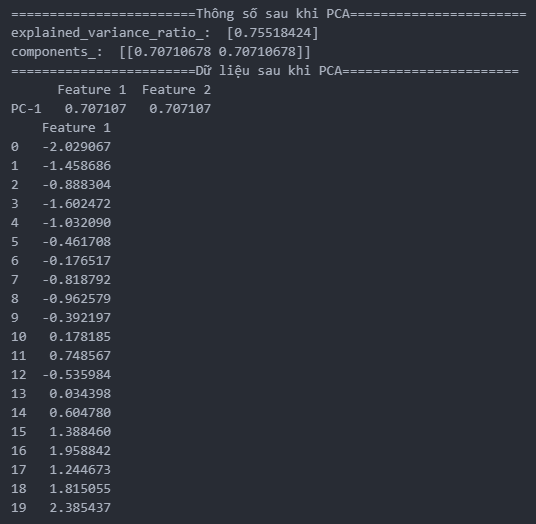 ========================Thông số sau khi PCA=======================
explained_variance_ratio_:  [0.75518424]
components_:  [[0.70710678 0.70710678]]
========================Dữ liệu sau khi PCA=======================
      Feature 1  Feature 2
PC-1   0.707107   0.707107
    Feature 1
0   -2.029067
1   -1.458686
2   -0.888304
3   -1.602472
4   -1.032090
5   -0.461708
6   -0.176517
7   -0.818792
8   -0.962579
9   -0.392197
10   0.178185
11   0.748567
12  -0.535984
13   0.034398
14   0.604780
15   1.388460
16   1.958842
17   1.244673
18   1.815055
19   2.385437